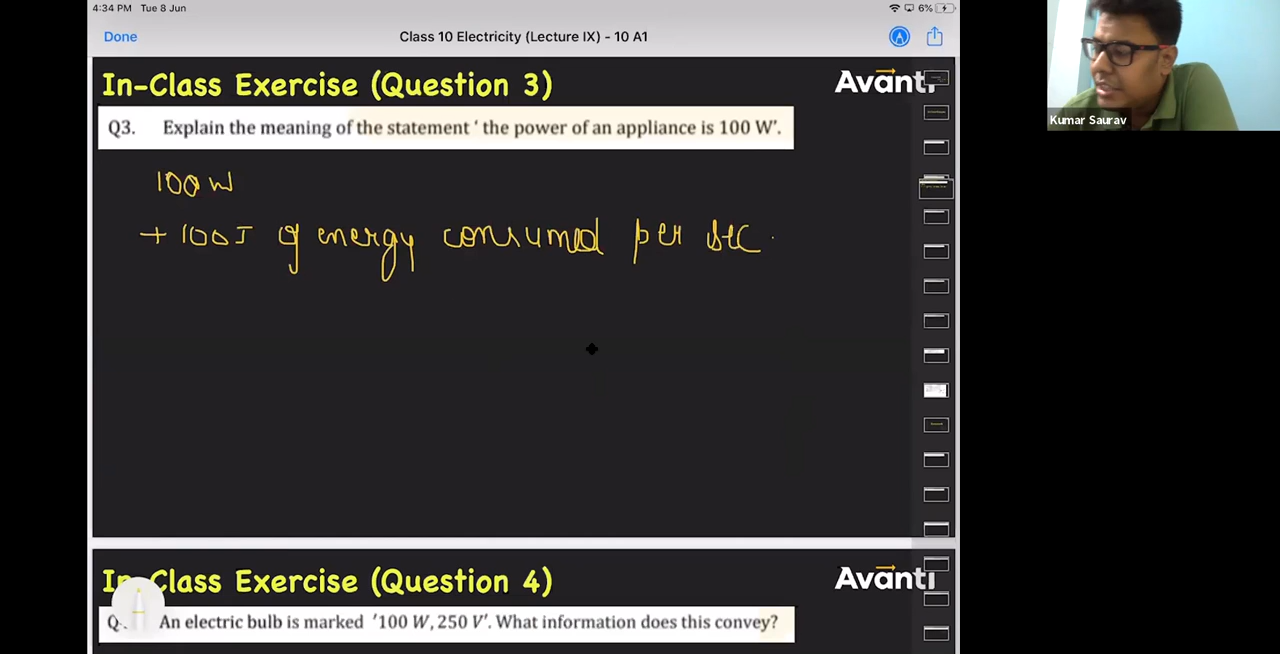 4:34 PM Tue 8 Jun
6%
Done
Class 10 Electricity (Lecture IX) - 10 A1
In-Class Exercise (Question 3)
Avanti
Kumar Saurav
Q3. Explain the meaning of the statement ‘ the power of an appliance is 100 W’.
100 W
100J of energy consumed per sec.
In-Class Exercise (Question 4)
Avanti
An electric bulb is marked ‘100 W, 250 V’. What information does this convey?